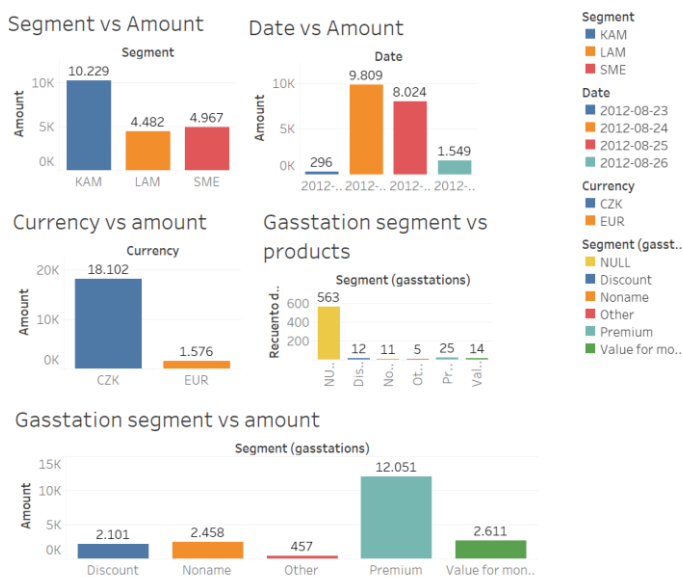 Segment vs Amount
Segment
10K
5K
0K
Amount
10.229
4.482
4.967
KAM
LAM
SME
Date vs Amount
Date
10K
5K
0K
Amount
296
9.809
8.024
1.549
2012-..
2012-..
2012-..
2012-..
Currency vs amount
Currency
20K
10K
0K
Amount
18.102
1.576
CZK
EUR
Gasstation segment vs
products
Segment (gasstations)
600
400
200
Recuento d..
563
12
11
5
25
14
NU..
Dis..
No..
Ot..
Pr..
Val..
Gasstation segment vs amount
Segment (gasstations)
15K
10K
5K
0K
Amount
2.101
2.458
457
12.051
2.611
Discount
Noname
Other
Premium
Value for mon..
Segment
KAM
LAM
SME
Date
2012-08-23
2012-08-24
2012-08-25
2012-08-26
Currency
CZK
EUR
Segment (gasst..
NULL
Discount
Noname
Other
Premium
Value for mo..